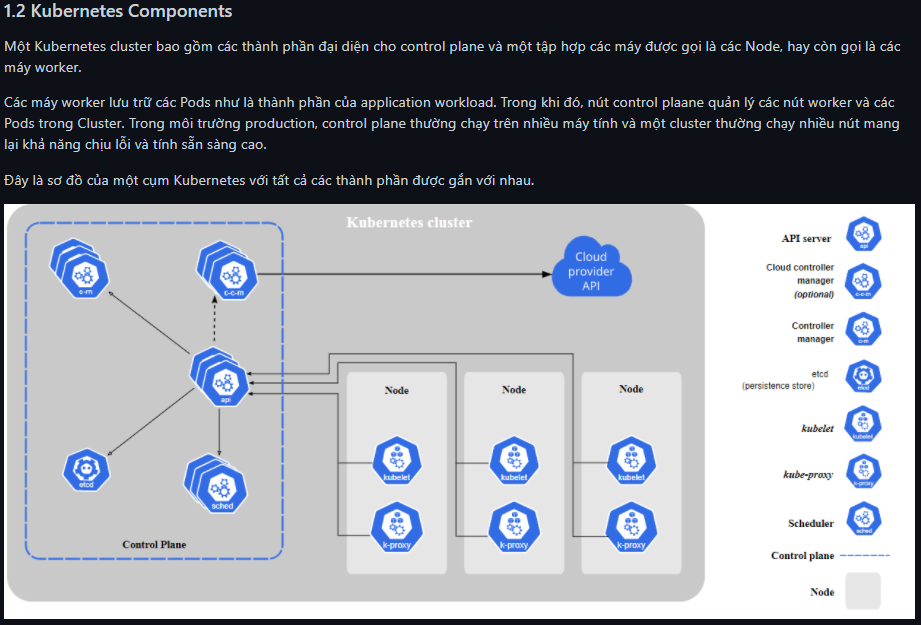 1.2 Kubernetes Components
Một Kubernetes cluster bao gồm các thành phần đại diện cho control plane và một tập hợp các máy được gọi là các Node, hay còn gọi là các
máy worker.
Các máy worker lưu trữ các Pods như là thành phần của application workload. Trong khi đó, nút control plaane quản lý các nút worker và các
Pods trong Cluster. Trong môi trường production, control plane thường chạy trên nhiều máy tính và một cluster thường chạy nhiều nút mang
lại khả năng chịu lỗi và tính sẵn sàng cao.
Đây là sơ đồ của một cụm Kubernetes với tất cả các thành phần được gắn với nhau.
Kubernetes cluster
c-m
c-c-m
Cloud
provider
API
api
etcd
sched
Control Plane
Node
kubelet
k-proxy
Node
kubelet
k-proxy
Node
kubelet
k-proxy
API server
api
Cloud controller
manager
(optional)
c-c-m
Controller
manager
c-m
etcd
(persistence store)
etcd
kubelet
kubelet
kube-proxy
k-proxy
Scheduler
sched
Control plane
Node